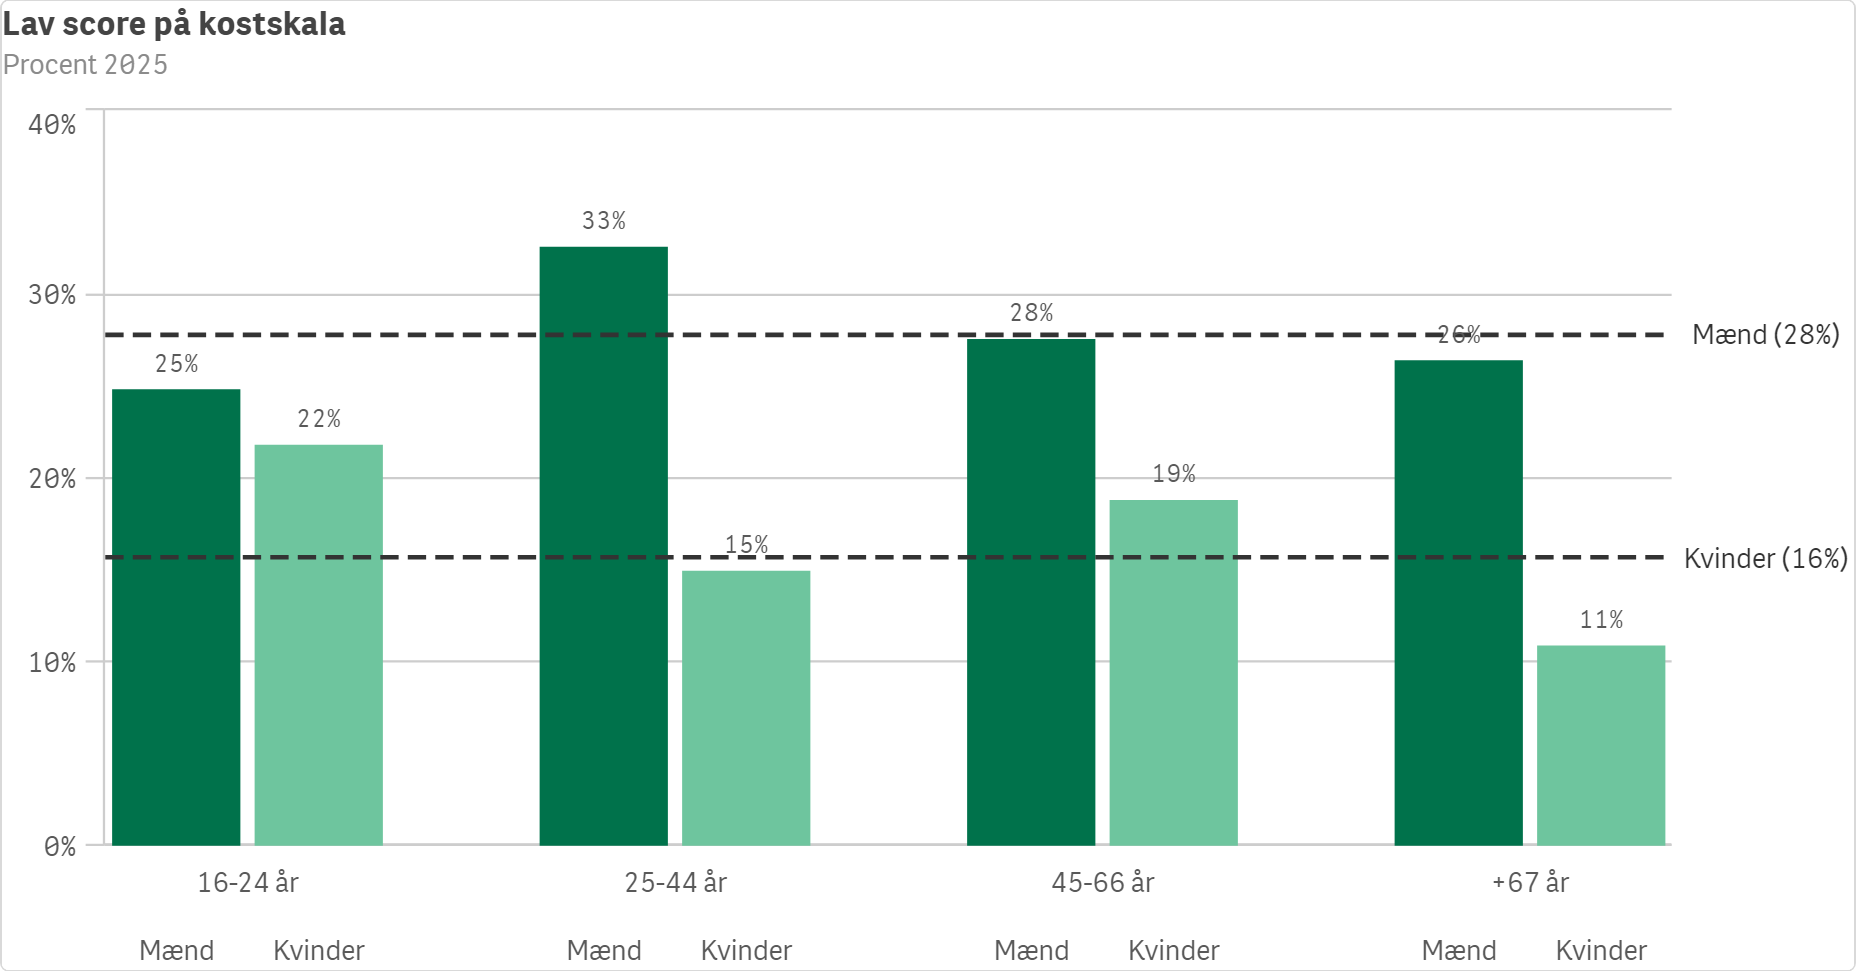 Lav score på kostskala
Procent 2025
40%
33%
30%
28%
26%
Mænd (28%)
25%
22%
20%
19%
15%
Kvinder (16%)
11%
10%
0%
16-24 år
25-44 år
45-66 år
+67 år
Mænd Kvinder Mænd Kvinder Mænd Kvinder Mænd Kvinder